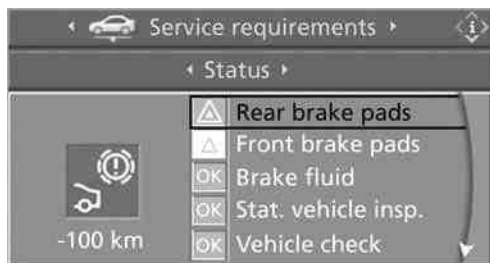 Service requirements
i
Status
Rear brake pads
Front brake pads
OK Brake fluid
OK Stat. vehicle insp.
-100 km
OK Vehicle check